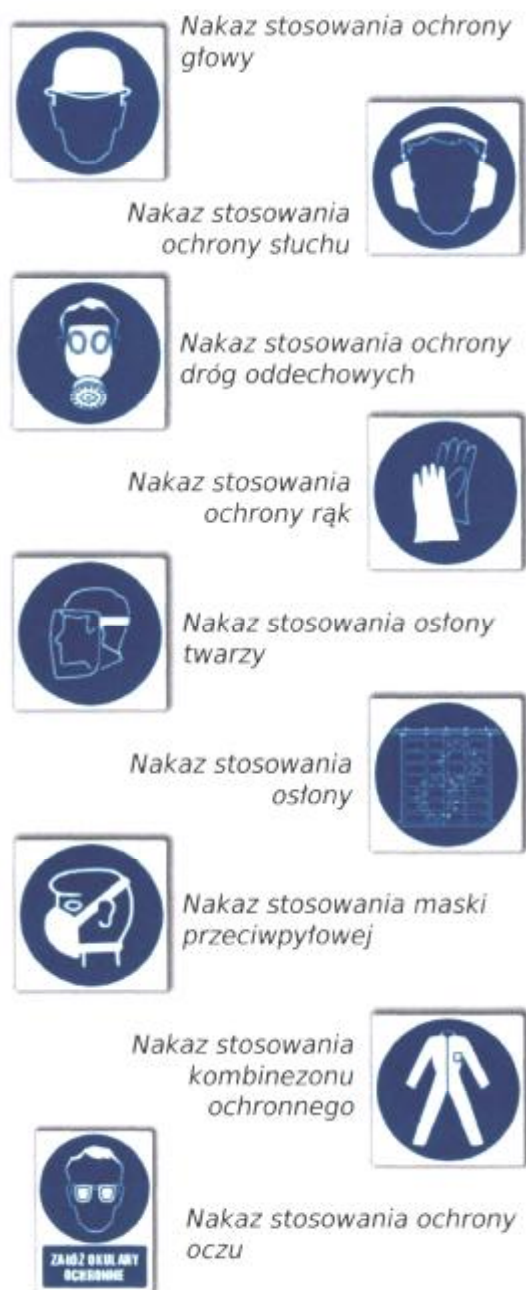 Nakaz stosowania ochrony
głowy
Nakaz stosowania
ochrony słuchu
Nakaz stosowania ochrony
dróg oddechowych
Nakaz stosowania
ochrony rąk
Nakaz stosowania osłony
twarzy
Nakaz stosowania
osłony
Nakaz stosowania maski
przeciwpyłowej
Nakaz stosowania
kombinezonu
ochronnego
ZAŁÓŻ OKULARY
OCHRONNE
Nakaz stosowania ochrony
oczu